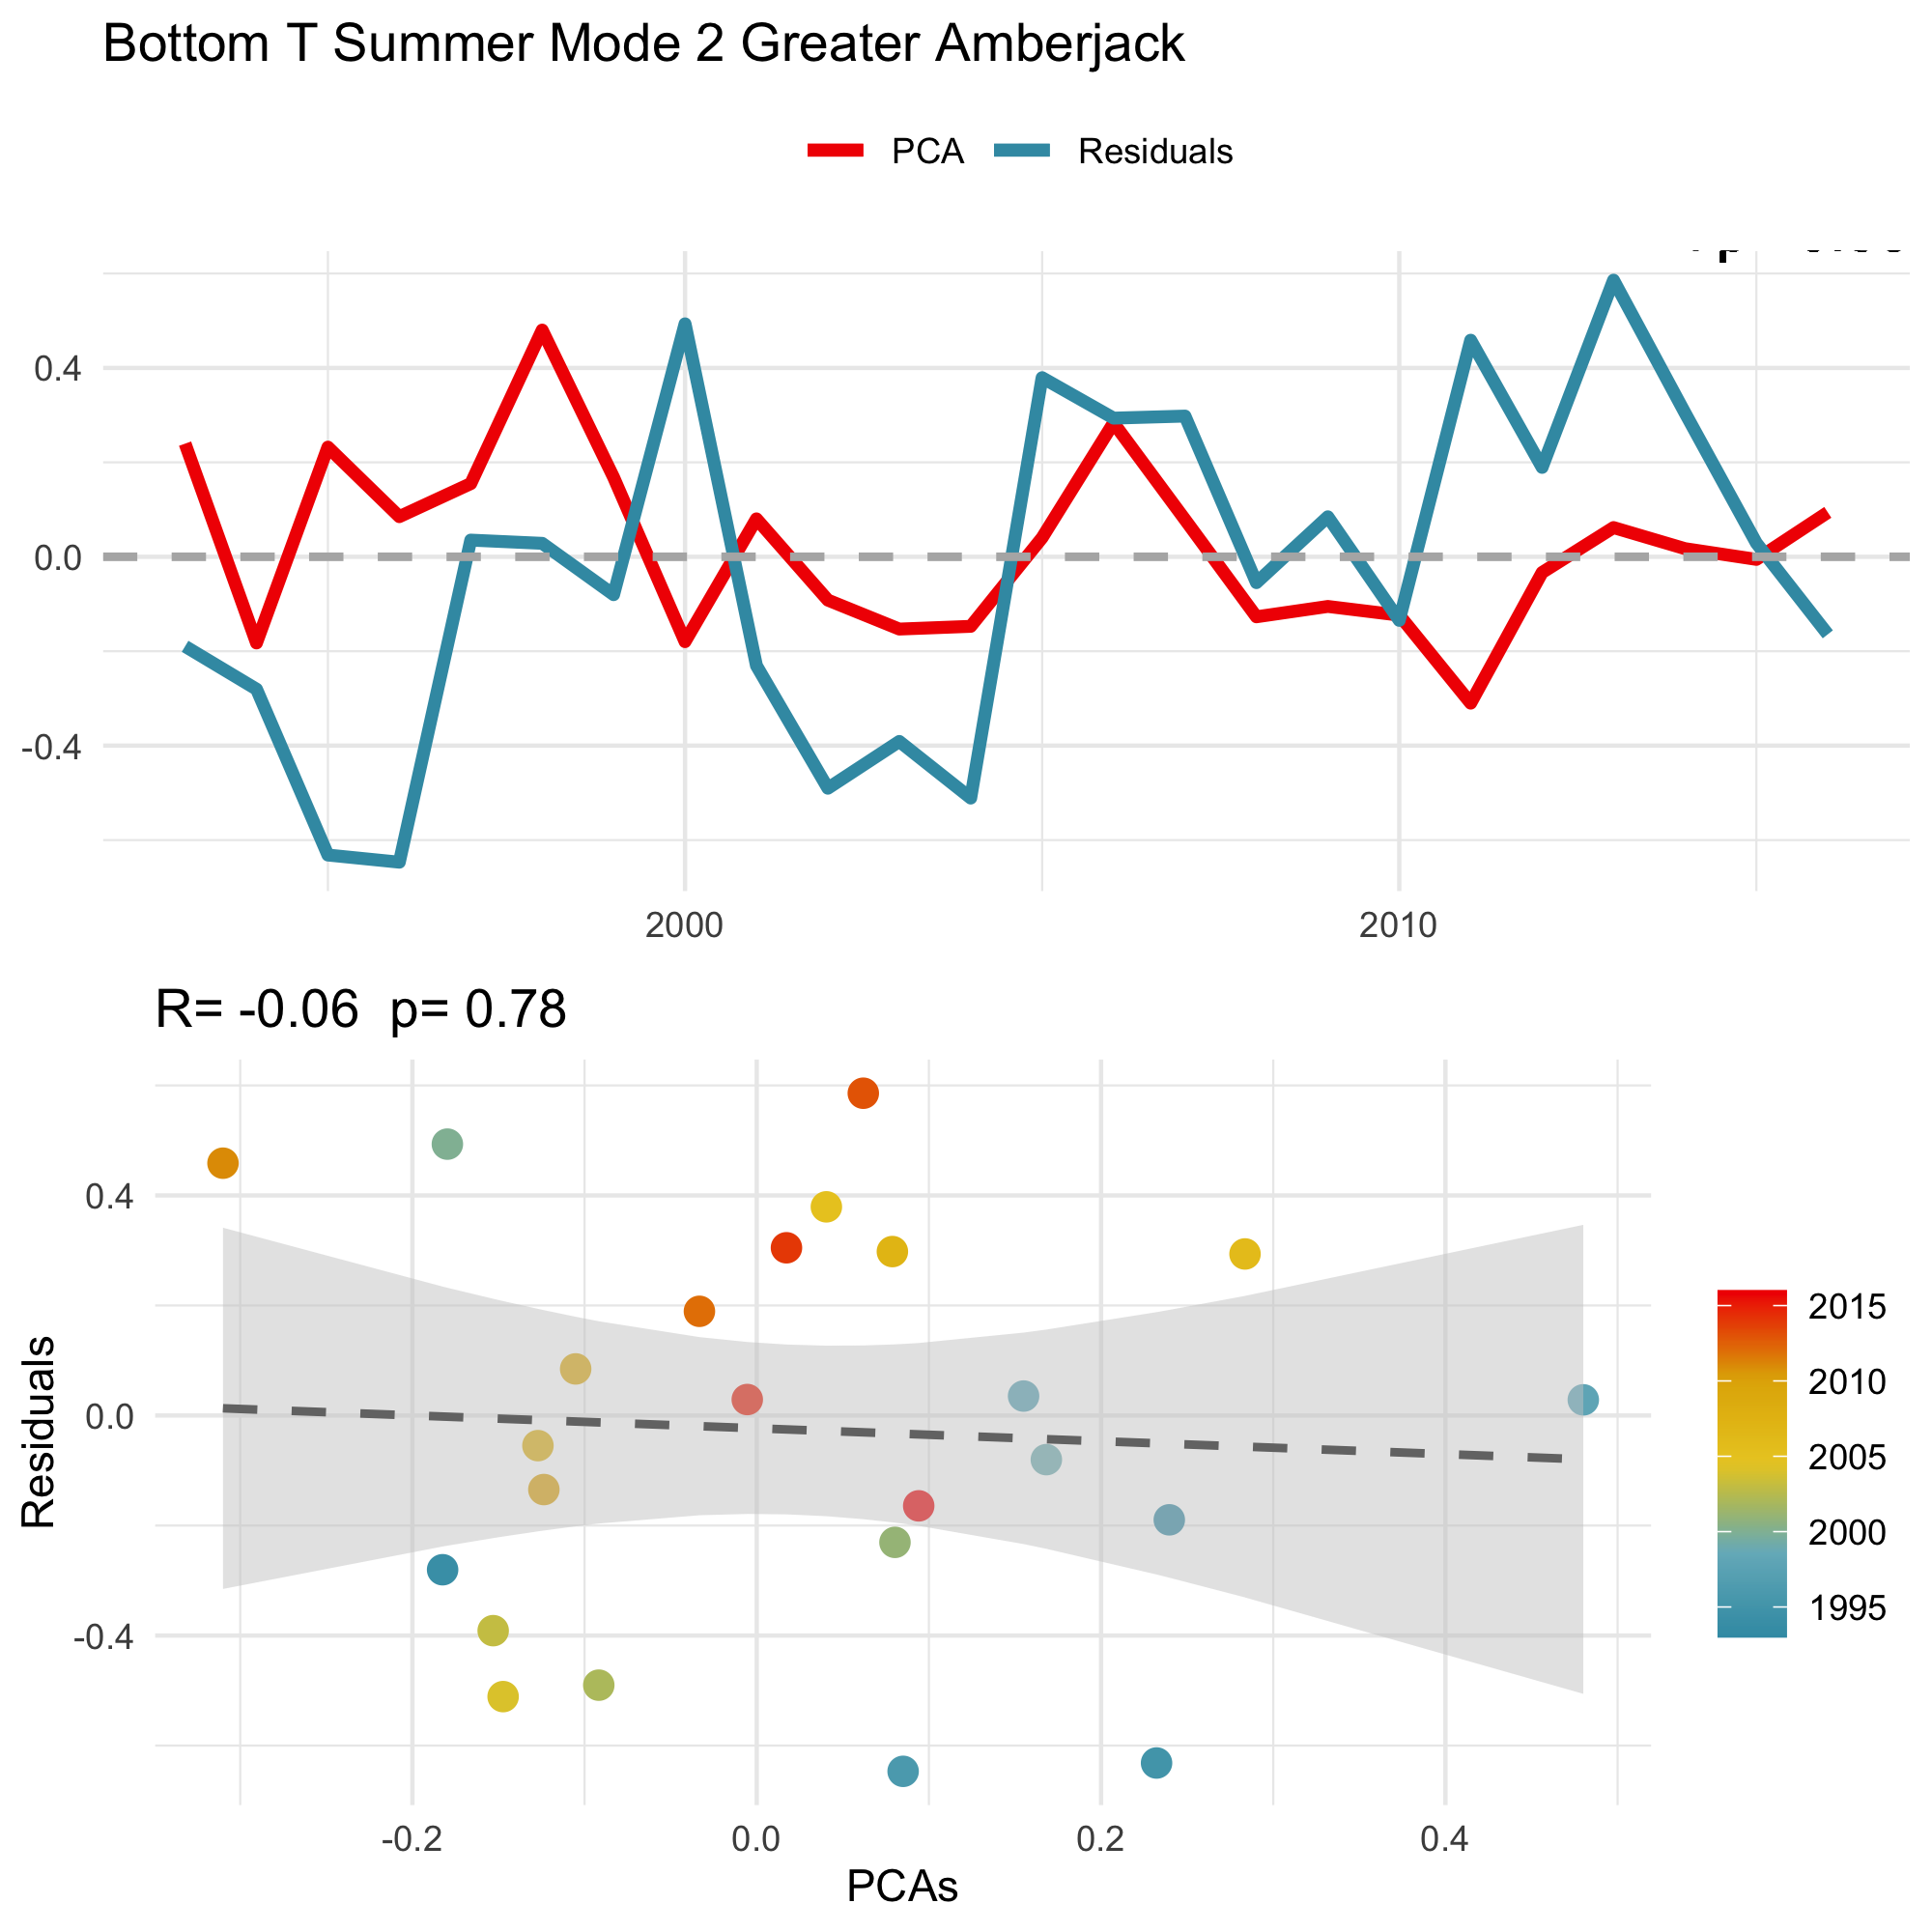 Bottom T Summer Mode 2 Greater Amberjack
PCA Residuals
0.4
0.0
-0.4
2000 2010
R= -0.06 p= 0.78
Residuals
0.4
0.0
-0.4
-0.2 0.0 0.2 0.4
PCAs
2015
2010
2005
2000
1995